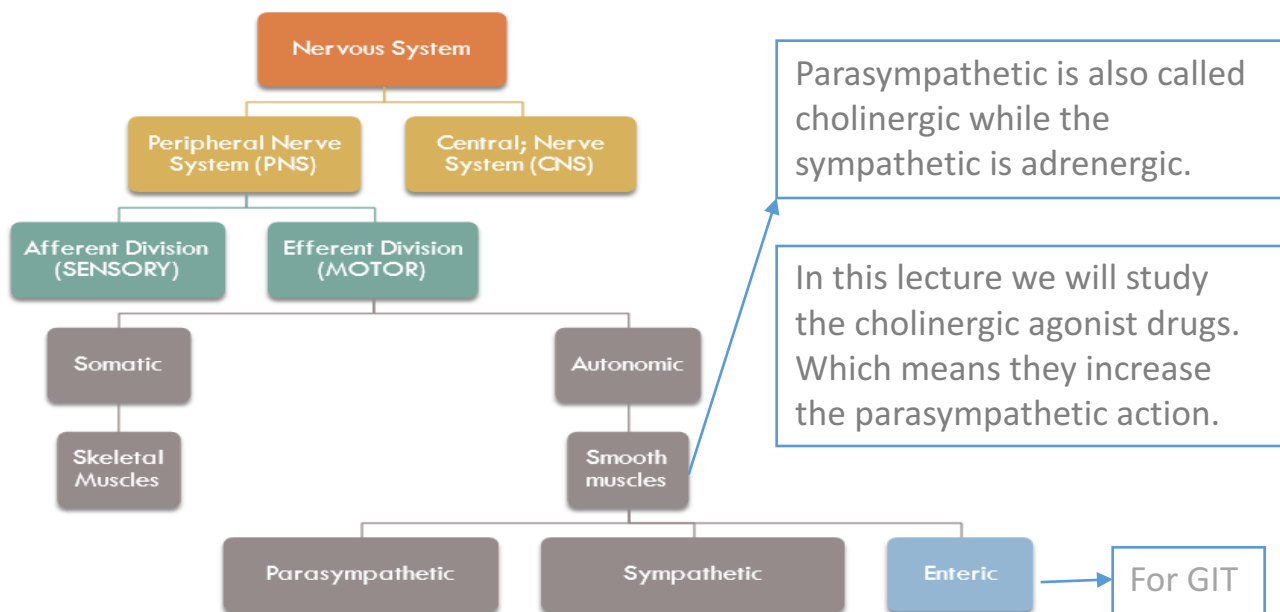 Nervous System
Parasympathetic is also called
cholinergic while the
sympathetic is adrenergic.
Peripheral Nerve
System (PNS)
Central; Nerve
System (CNS)
Afferent Division
(SENSORY)
Efferent Division
(MOTOR)
In this lecture we will study
the cholinergic agonist drugs.
Which means they increase
the parasympathetic action.
Somatic
Autonomic
Skeletal
Muscles
Smooth
muscles
Parasympathetic
Sympathetic
Enteric
For GIT